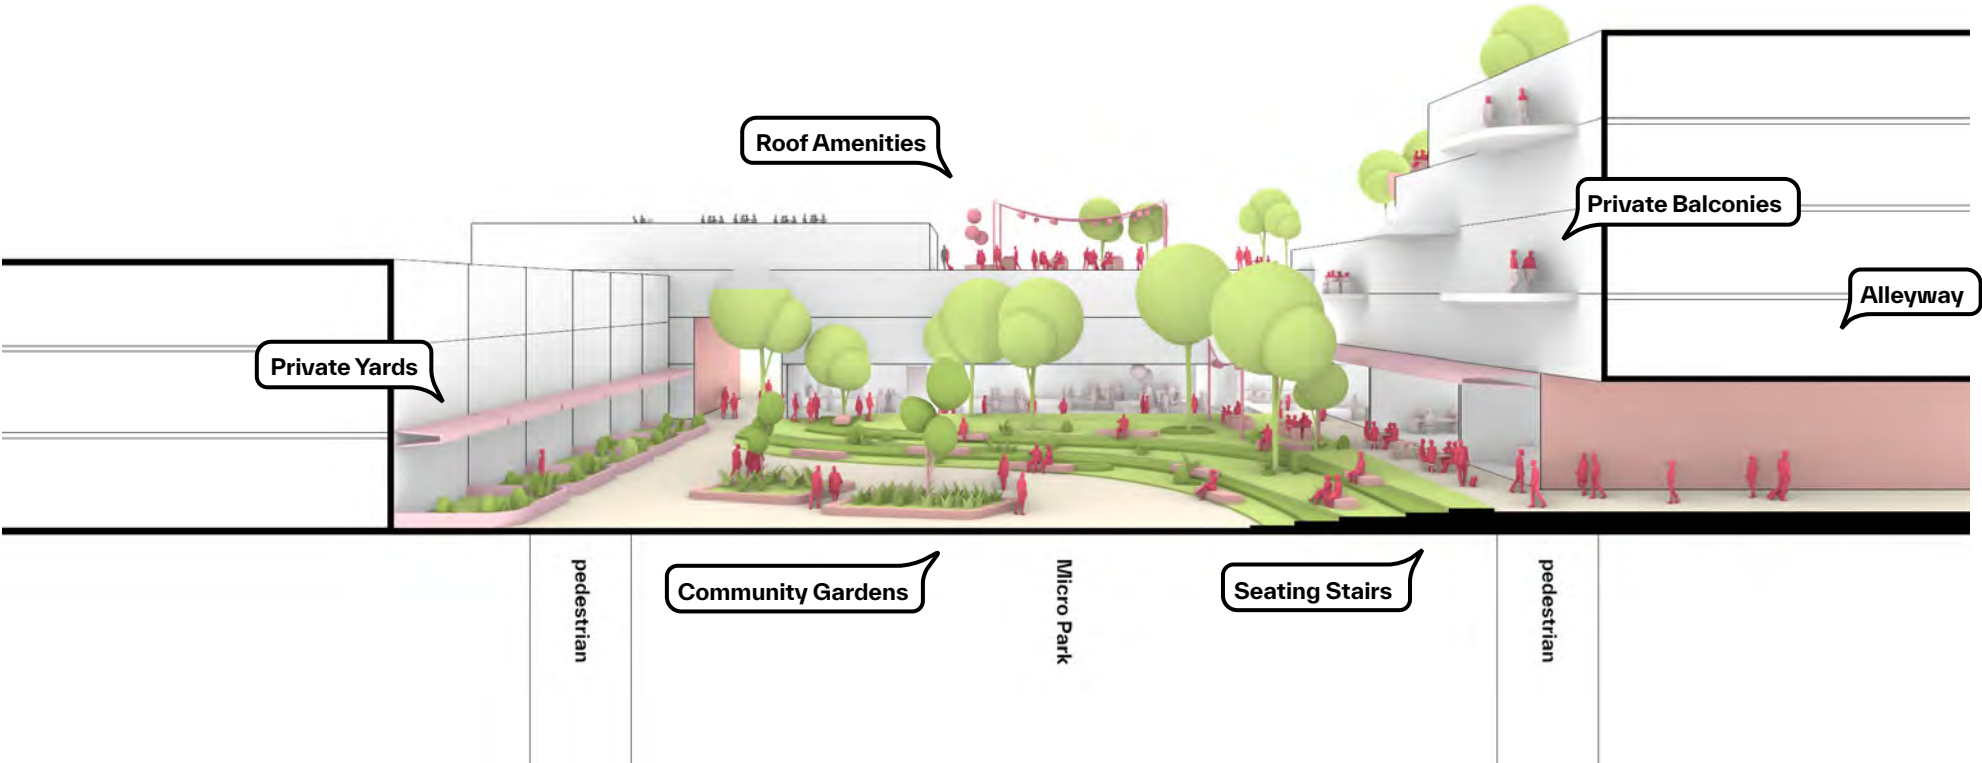 Roof Amenities
Private Balconies
Alleyway
Private Yards
Community Gardens
Seating Stairs
pedestrian
Micro Park
pedestrian